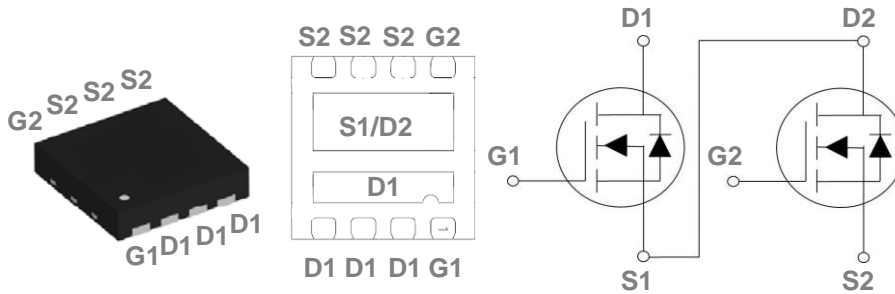 G2 S2 S2 S2
G1 D1 D1 D1
S2 S2 S2 G2
S1/D2
D1
1
D1 D1 D1 G1
D1 D2
G1 G2
S1 S2